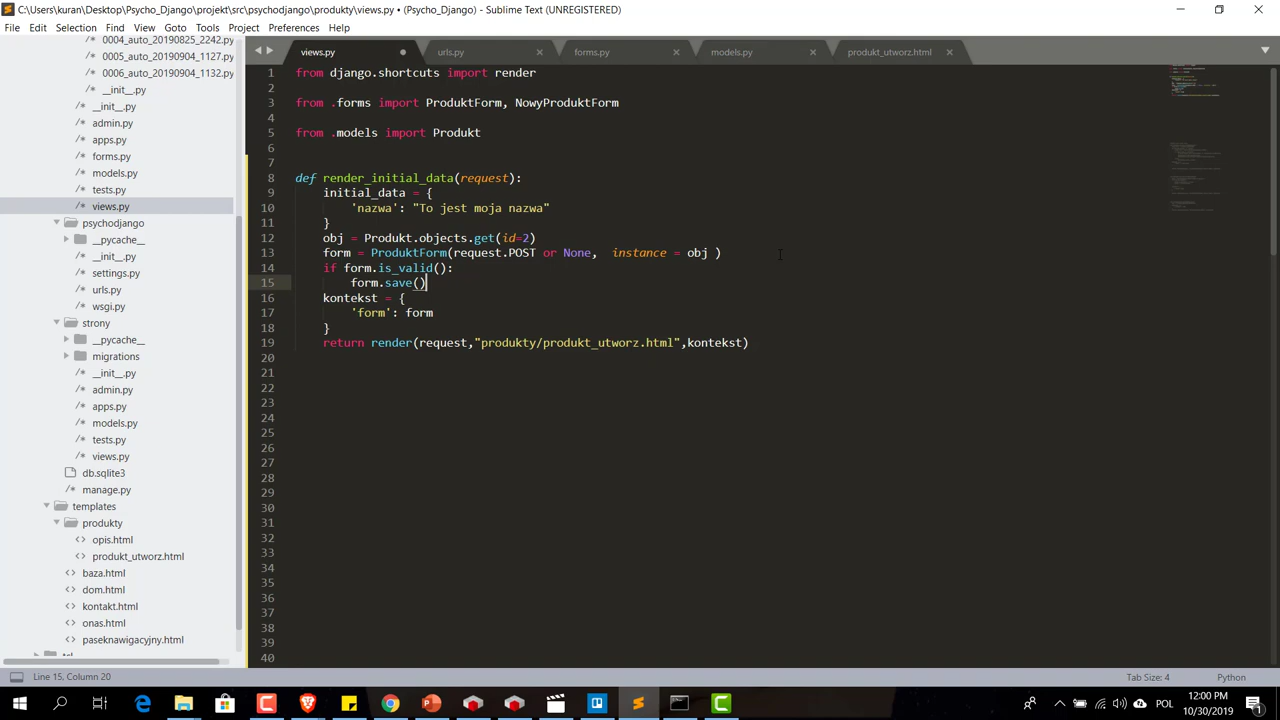 C:\Users\kuran\Desktop\Psycho_Django\projekt\src\psychodjango\produkty\views.py • (Psycho_Django) - Sublime Text (UNREGISTERED)
File Edit Selection Find View Goto Tools Project Preferences Help
views.py urls.py forms.py models.py produkt_utworz.html
0004_auto_20190825_2242.py
0005_auto_20190904_1127.py
0006_auto_20190904_1132.py
__init__.py
__init__.py
admin.py
apps.py
forms.py
models.py
tests.py
views.py
psychodjango
__pycache__
__init__.py
settings.py
urls.py
wsgi.py
strony
__pycache__
migrations
__init__.py
admin.py
apps.py
models.py
tests.py
views.py
db.sqlite3
manage.py
templates
produkty
opis.html
produkt_utworz.html
baza.html
dom.html
kontakt.html
onas.html
paseknawigacyjny.html
1 from django.shortcuts import render
2
3 from .forms import ProduktForm, NowyProduktForm
4
5 from .models import Produkt
6
7
8 def render_initial_data(request):
9 initial_data = {
10 'nazwa': "To jest moja nazwa"
11 }
12 obj = Produkt.objects.get(id=2)
13 form = ProduktForm(request.POST or None, instance = obj )
14 if form.is_valid():
15 form.save()
16 kontekst = {
17 'form': form
18 }
19 return render(request,"produkty/produkt_utworz.html",kontekst)
20
21
22
23
24
25
26
27
28
29
30
31
32
33
34
35
36
37
38
39
40
Line 15, Column 20 Tab Size: 4 Python
POL 12:00 PM
10/30/2019